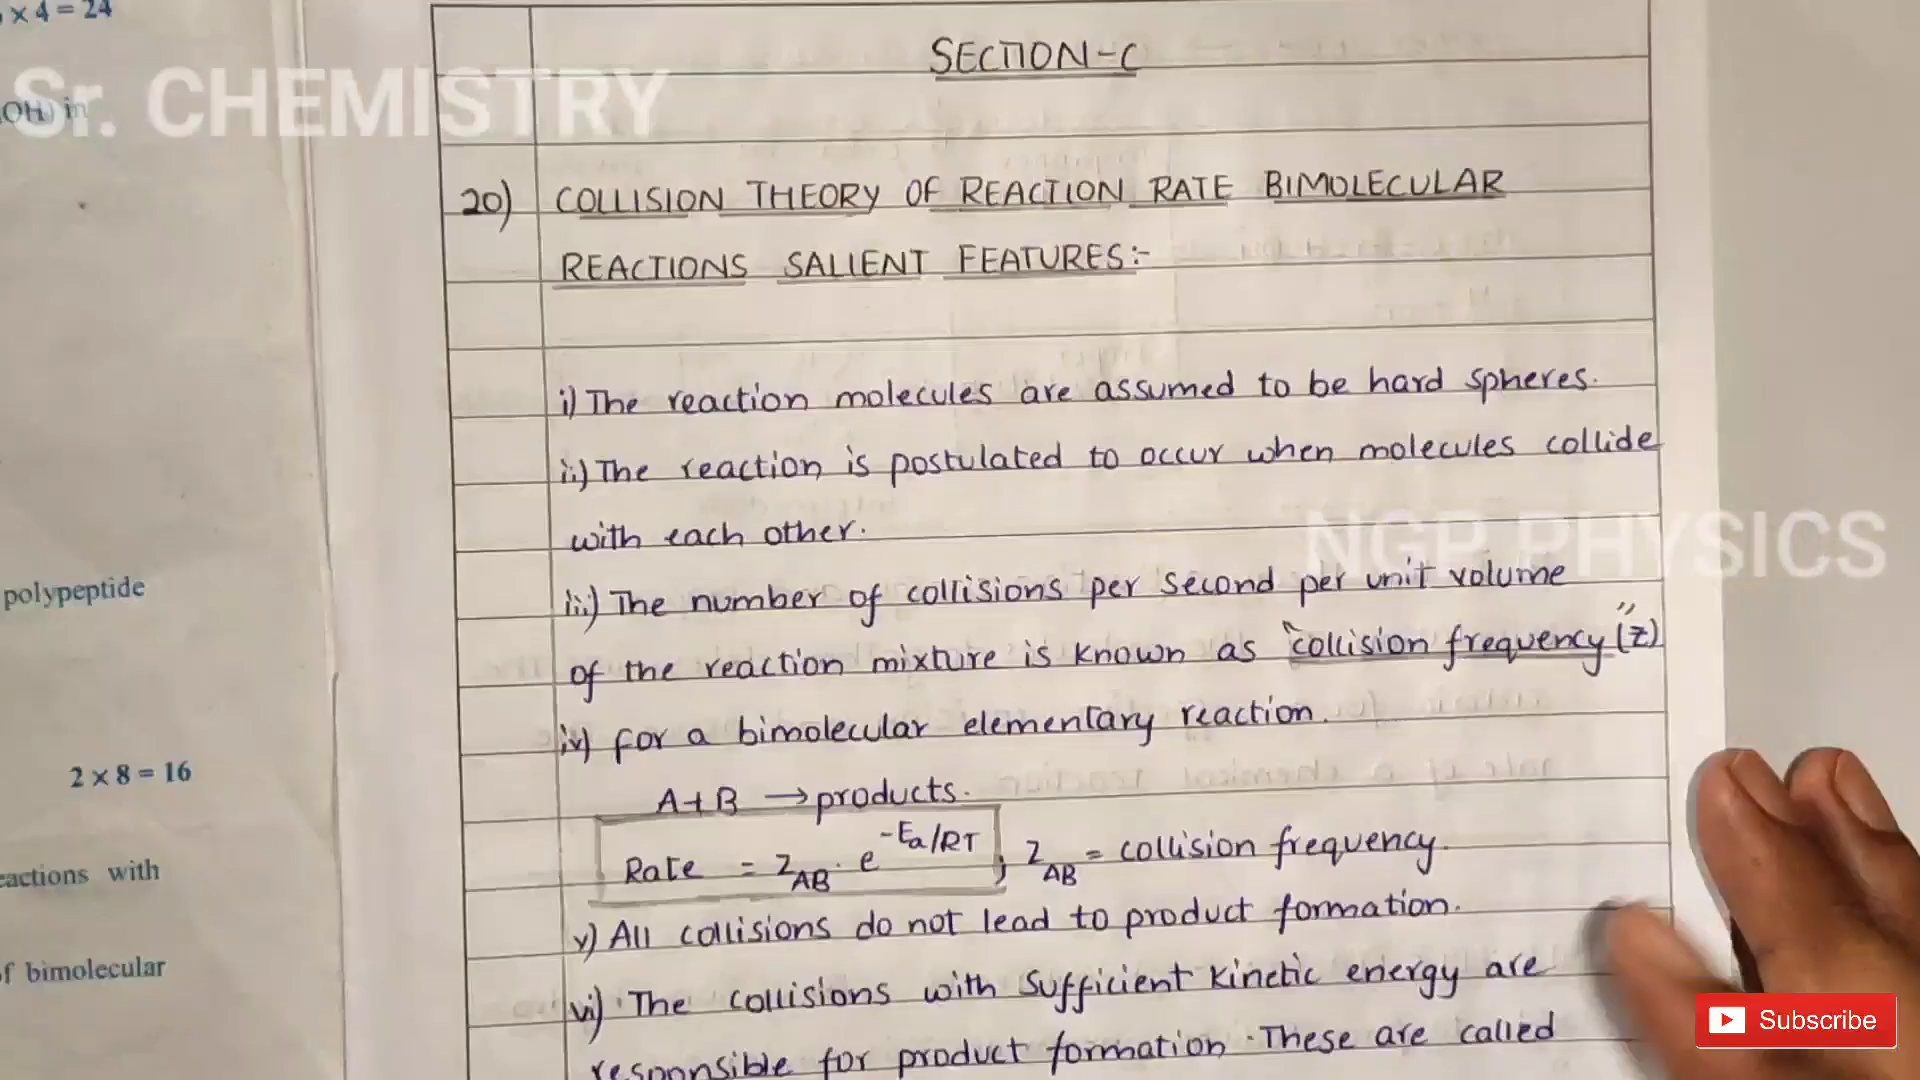 × 4 = 24
Sr. CHEMISTRY
OH) in
polypeptide
2 × 8 = 16
actions with
f bimolecular
SECTION-C
20) COLLISION THEORY OF REACTION RATE BIMOLECULAR
REACTIONS SALIENT FEATURES:-
i) The reaction molecules are assumed to be hard spheres.
ii) The reaction is postulated to occur when molecules collide
with each other.
NGP PHYSICS
iii) The number of collisions per second per unit volume
of the reaction mixture is known as "collision frequency (z)"
iv) for a bimolecular elementary reaction.
A+B → products.
Rate = Z_AB . e^-Ea/RT ; Z_AB = collision frequency.
v) All collisions do not lead to product formation.
vi) The collisions with sufficient kinetic energy are
responsible for product formation. These are called
Subscribe